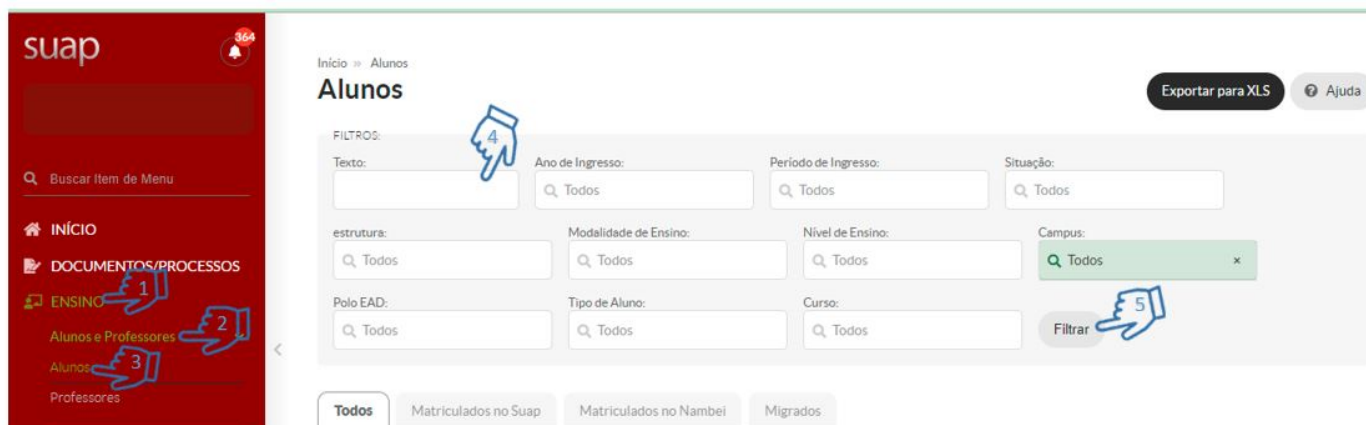 suap
364
Buscar Item de Menu
INÍCIO
DOCUMENTOS/PROCESSOS
1
ENSINO
2
Alunos e Professores
3
Alunos
Professores
Início » Alunos
Alunos
Exportar para XLS
Ajuda
4
FILTROS:
Texto: Ano de Ingresso: Período de Ingresso: Situação:
Todos Todos Todos
estrutura: Modalidade de Ensino: Nível de Ensino: Campus:
Todos Todos Todos Todos ×
Polo EAD: Tipo de Aluno: Curso:
5
Todos Todos Todos Filtrar
Todos Matriculados no Suap Matriculados no Nambei Migrados